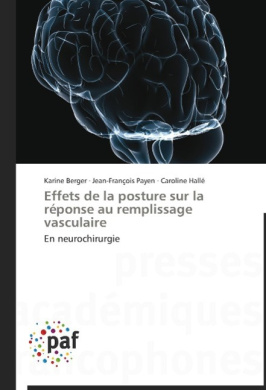 Karine Berger · Jean-François Payen · Caroline Hallé
Effets de la posture sur la
réponse au remplissage
vasculaire
En neurochirurgie
presses
académiques
francophones
paf